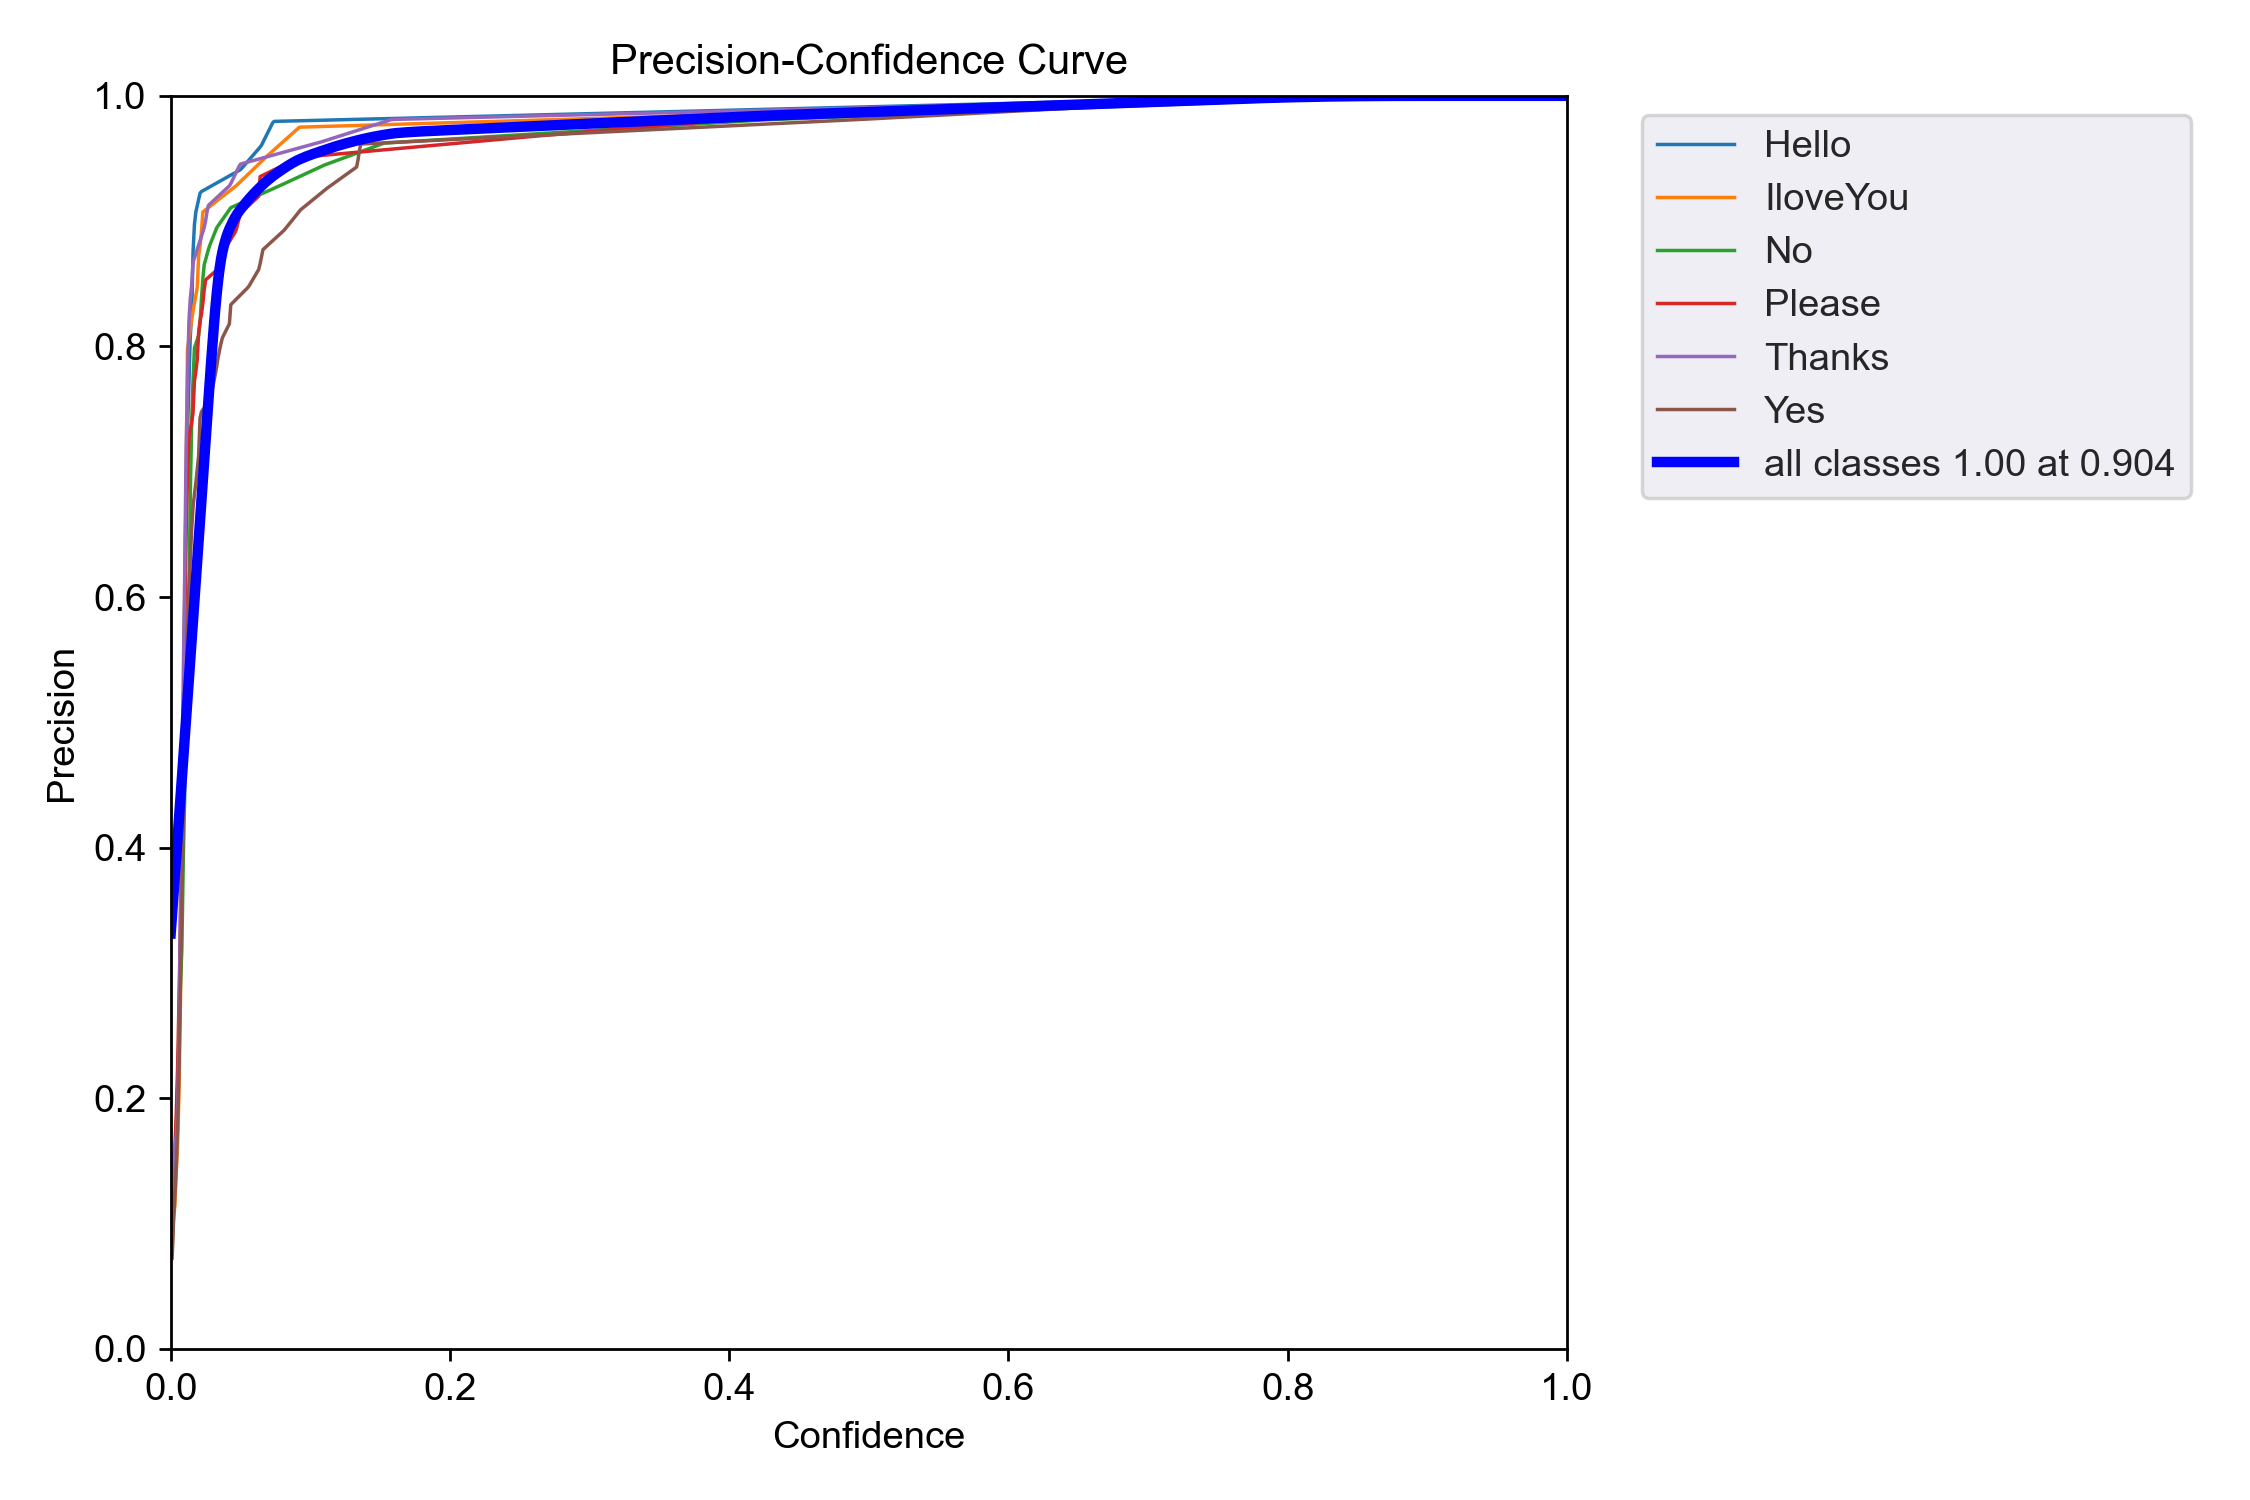 Precision-Confidence Curve
1.0
0.8
0.6
0.4
0.2
0.0
Precision
0.0 0.2 0.4 0.6 0.8 1.0
Confidence
Hello
IloveYou
No
Please
Thanks
Yes
all classes 1.00 at 0.904